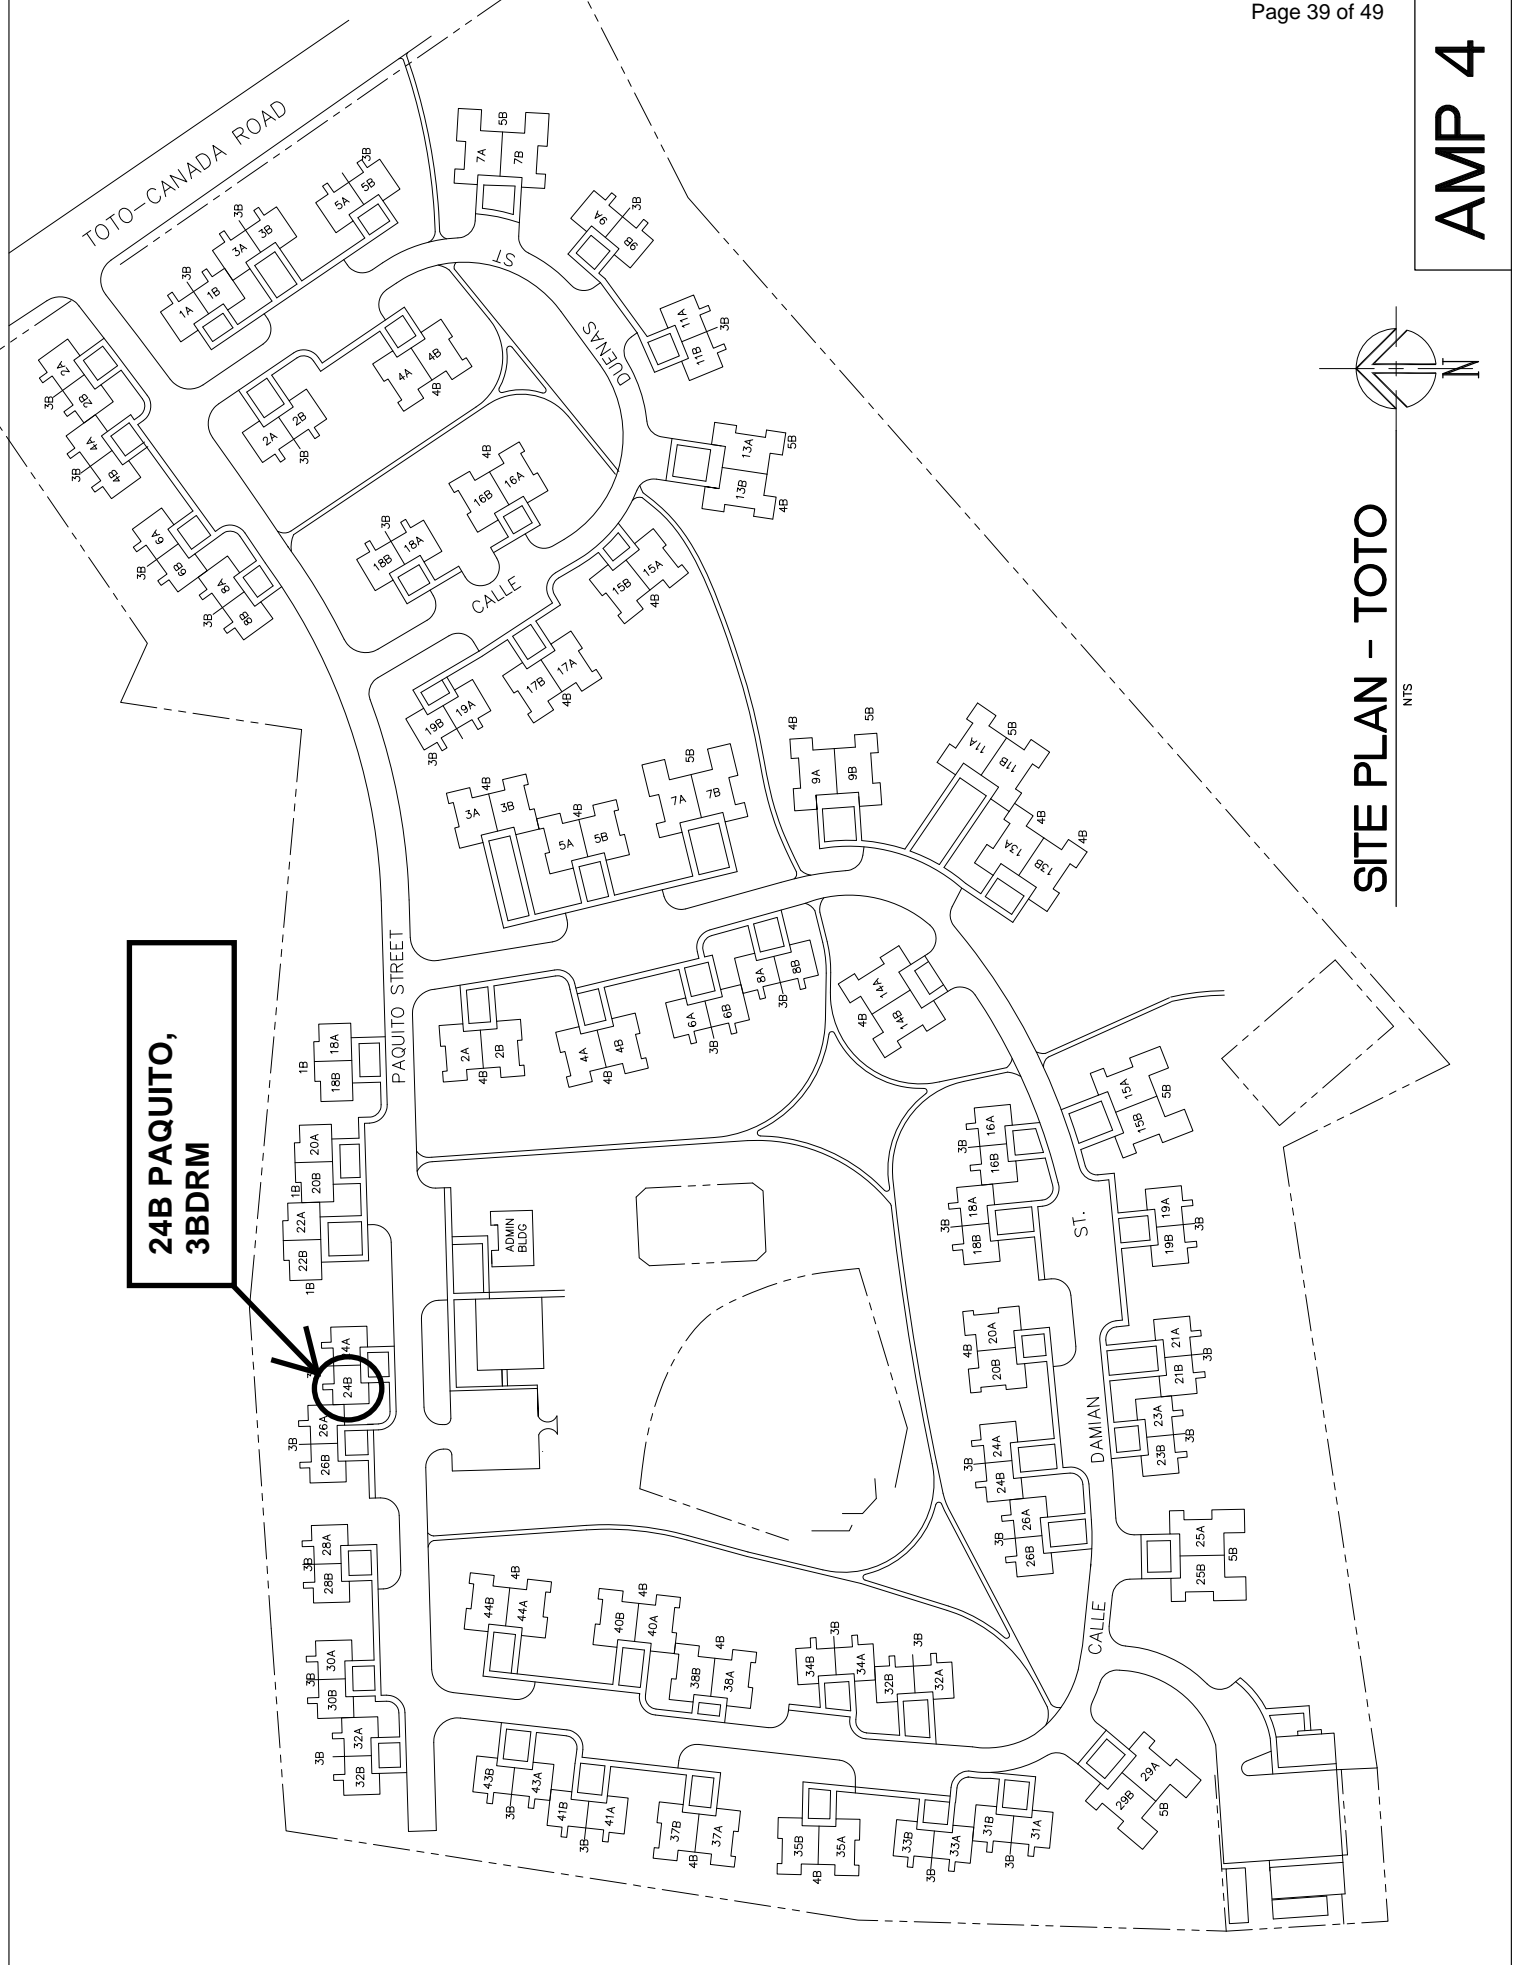 Page 39 of 49
AMP 4
SITE PLAN - TOTO
NTS
N
24B PAQUITO,
3BDRM
TOTO-CANADA ROAD
PAQUITO STREET
CALLE
DUENAS
ST
CALLE
DAMIAN
ST.
ADMIN
BLDG
1A
1B
3B
3A
3B
3B
5A
5B
3B
7A
7B
5B
9A
9B
3B
11A
11B
3B
13A
13B
5B
4B
15B
15A
4B
17B
17A
4B
19B
19A
3B
2A
2B
3B
4A
4B
3B
6A
6B
3B
8A
8B
3B
2A
2B
3B
4A
4B
4B
16B
16A
4B
18B
18A
3B
3A
3B
4B
5A
5B
4B
7A
7B
5B
9A
9B
4B
5B
11A
11B
5B
13A
13B
4B
4B
2A
2B
4B
4A
4B
4B
6A
6B
3B
8A
8B
3B
14A
14B
4B
15A
15B
5B
16A
16B
3B
18A
18B
3B
19A
19B
3B
20A
20B
4B
21A
21B
3B
23A
23B
3B
24A
24B
3B
26A
26B
3B
25A
25B
5B
18A
18B
1B
20A
20B
1B
22A
22B
1B
24A
24B
26A
26B
3B
28A
28B
3B
30A
30B
3B
32A
32B
3B
44B
44A
4B
40B
40A
4B
38B
38A
4B
34B
34A
3B
32B
32A
3B
43B
43A
3B
41B
41A
3B
37B
37A
4B
35B
35A
4B
33B
33A
3B
31B
31A
3B
29B
29A
5B